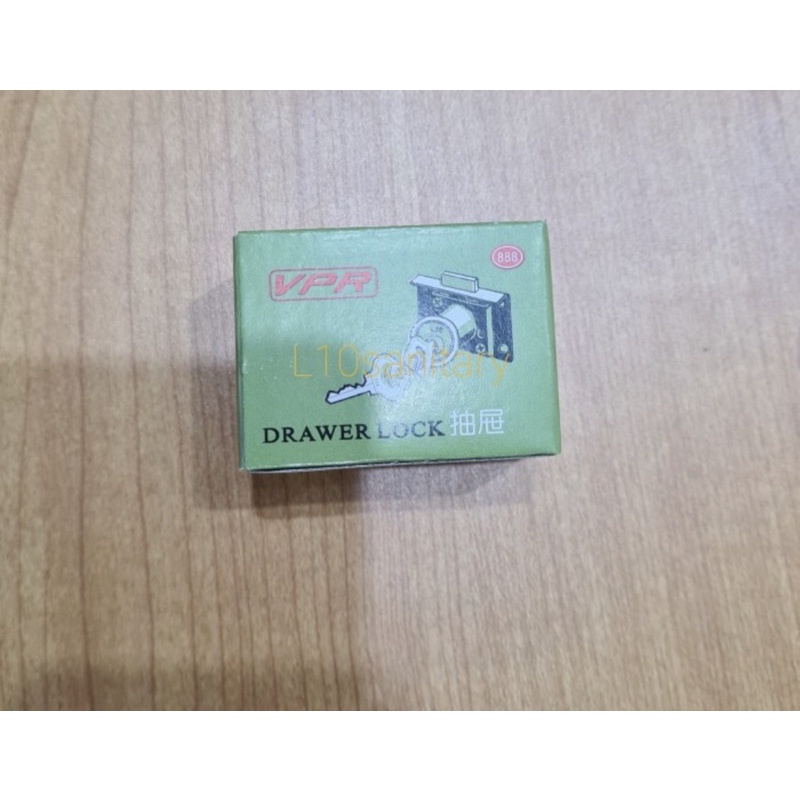 888
VPR
L10sanitary
DRAWER LOCK 抽屉